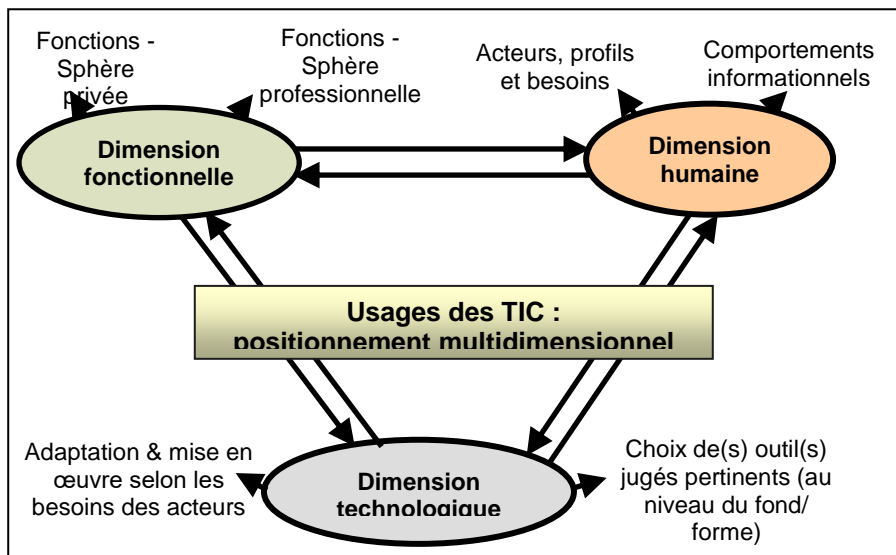 Fonctions -
Sphère
privée
Fonctions -
Sphère
professionnelle
Acteurs, profils
et besoins
Comportements
informationnels
Dimension
fonctionnelle
Dimension
humaine
Usages des TIC :
positionnement multidimensionnel
Adaptation & mise en
œuvre selon les
besoins des acteurs
Dimension
technologique
Choix de(s) outil(s)
jugés pertinents (au
niveau du fond/
forme)